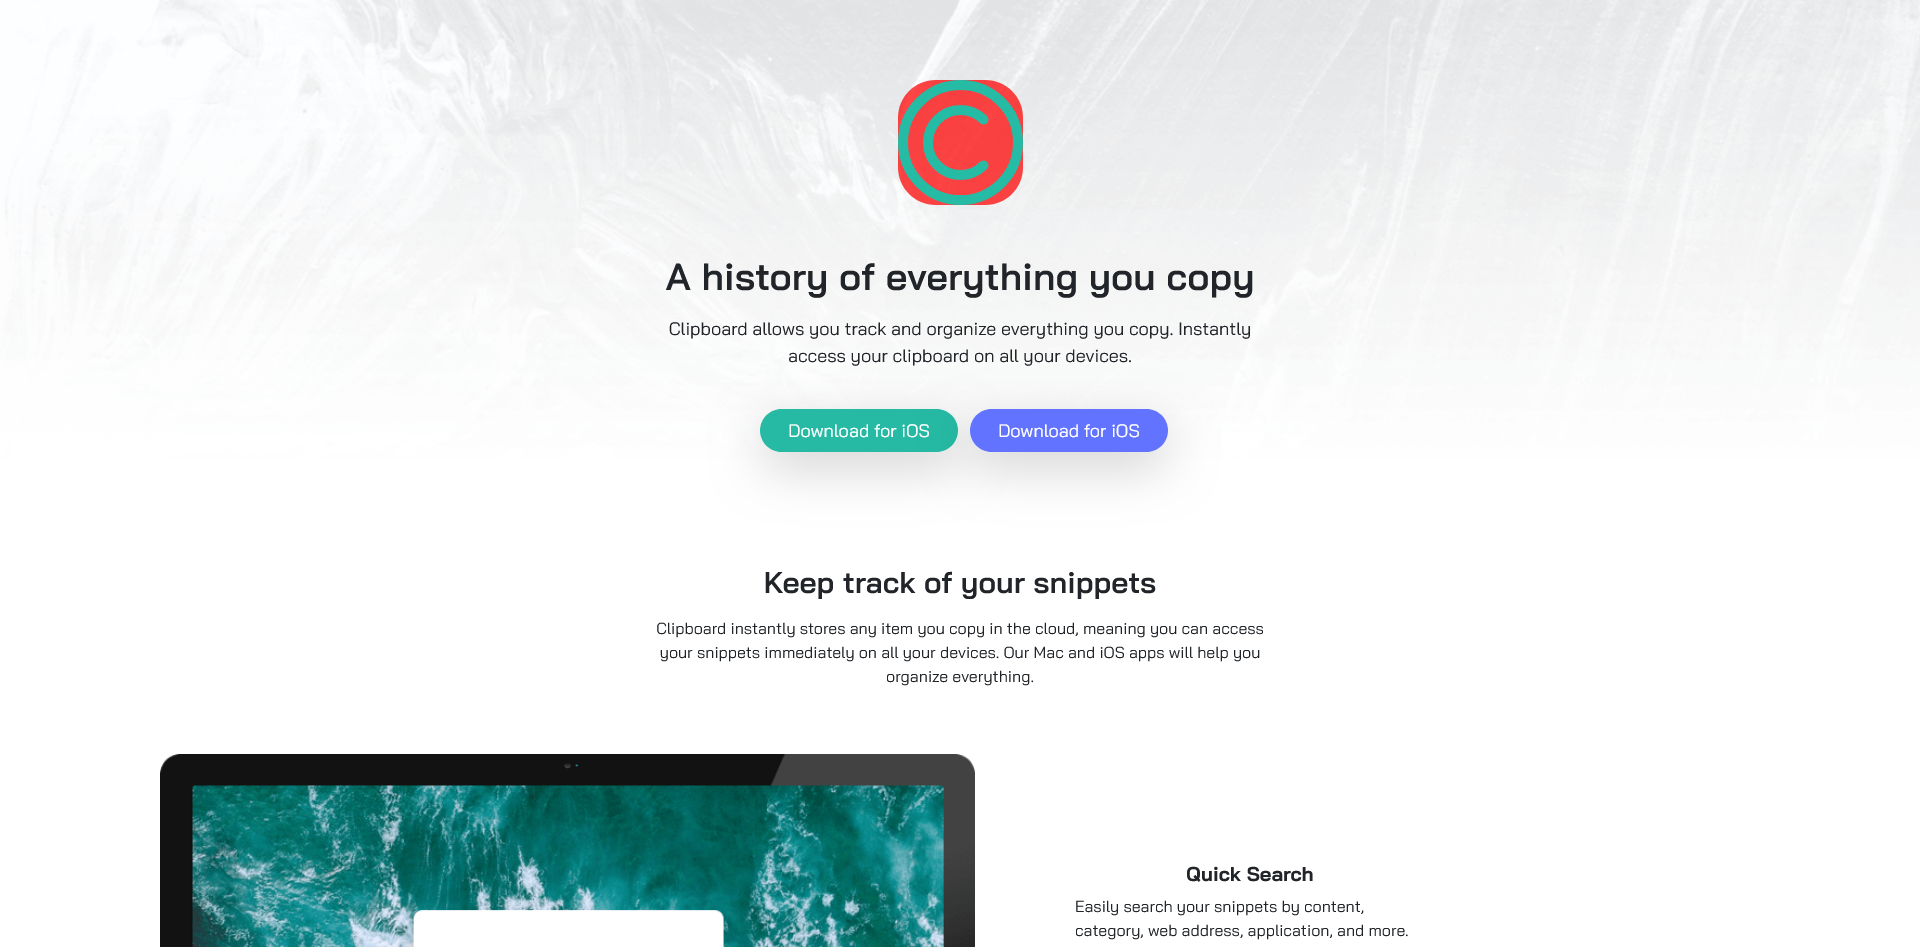 A history of everything you copy
Clipboard allows you track and organize everything you copy. Instantly
access your clipboard on all your devices.
Download for iOS
Download for iOS
Keep track of your snippets
Clipboard instantly stores any item you copy in the cloud, meaning you can access
your snippets immediately on all your devices. Our Mac and iOS apps will help you
organize everything.
Quick Search
Easily search your snippets by content,
category, web address, application, and more.